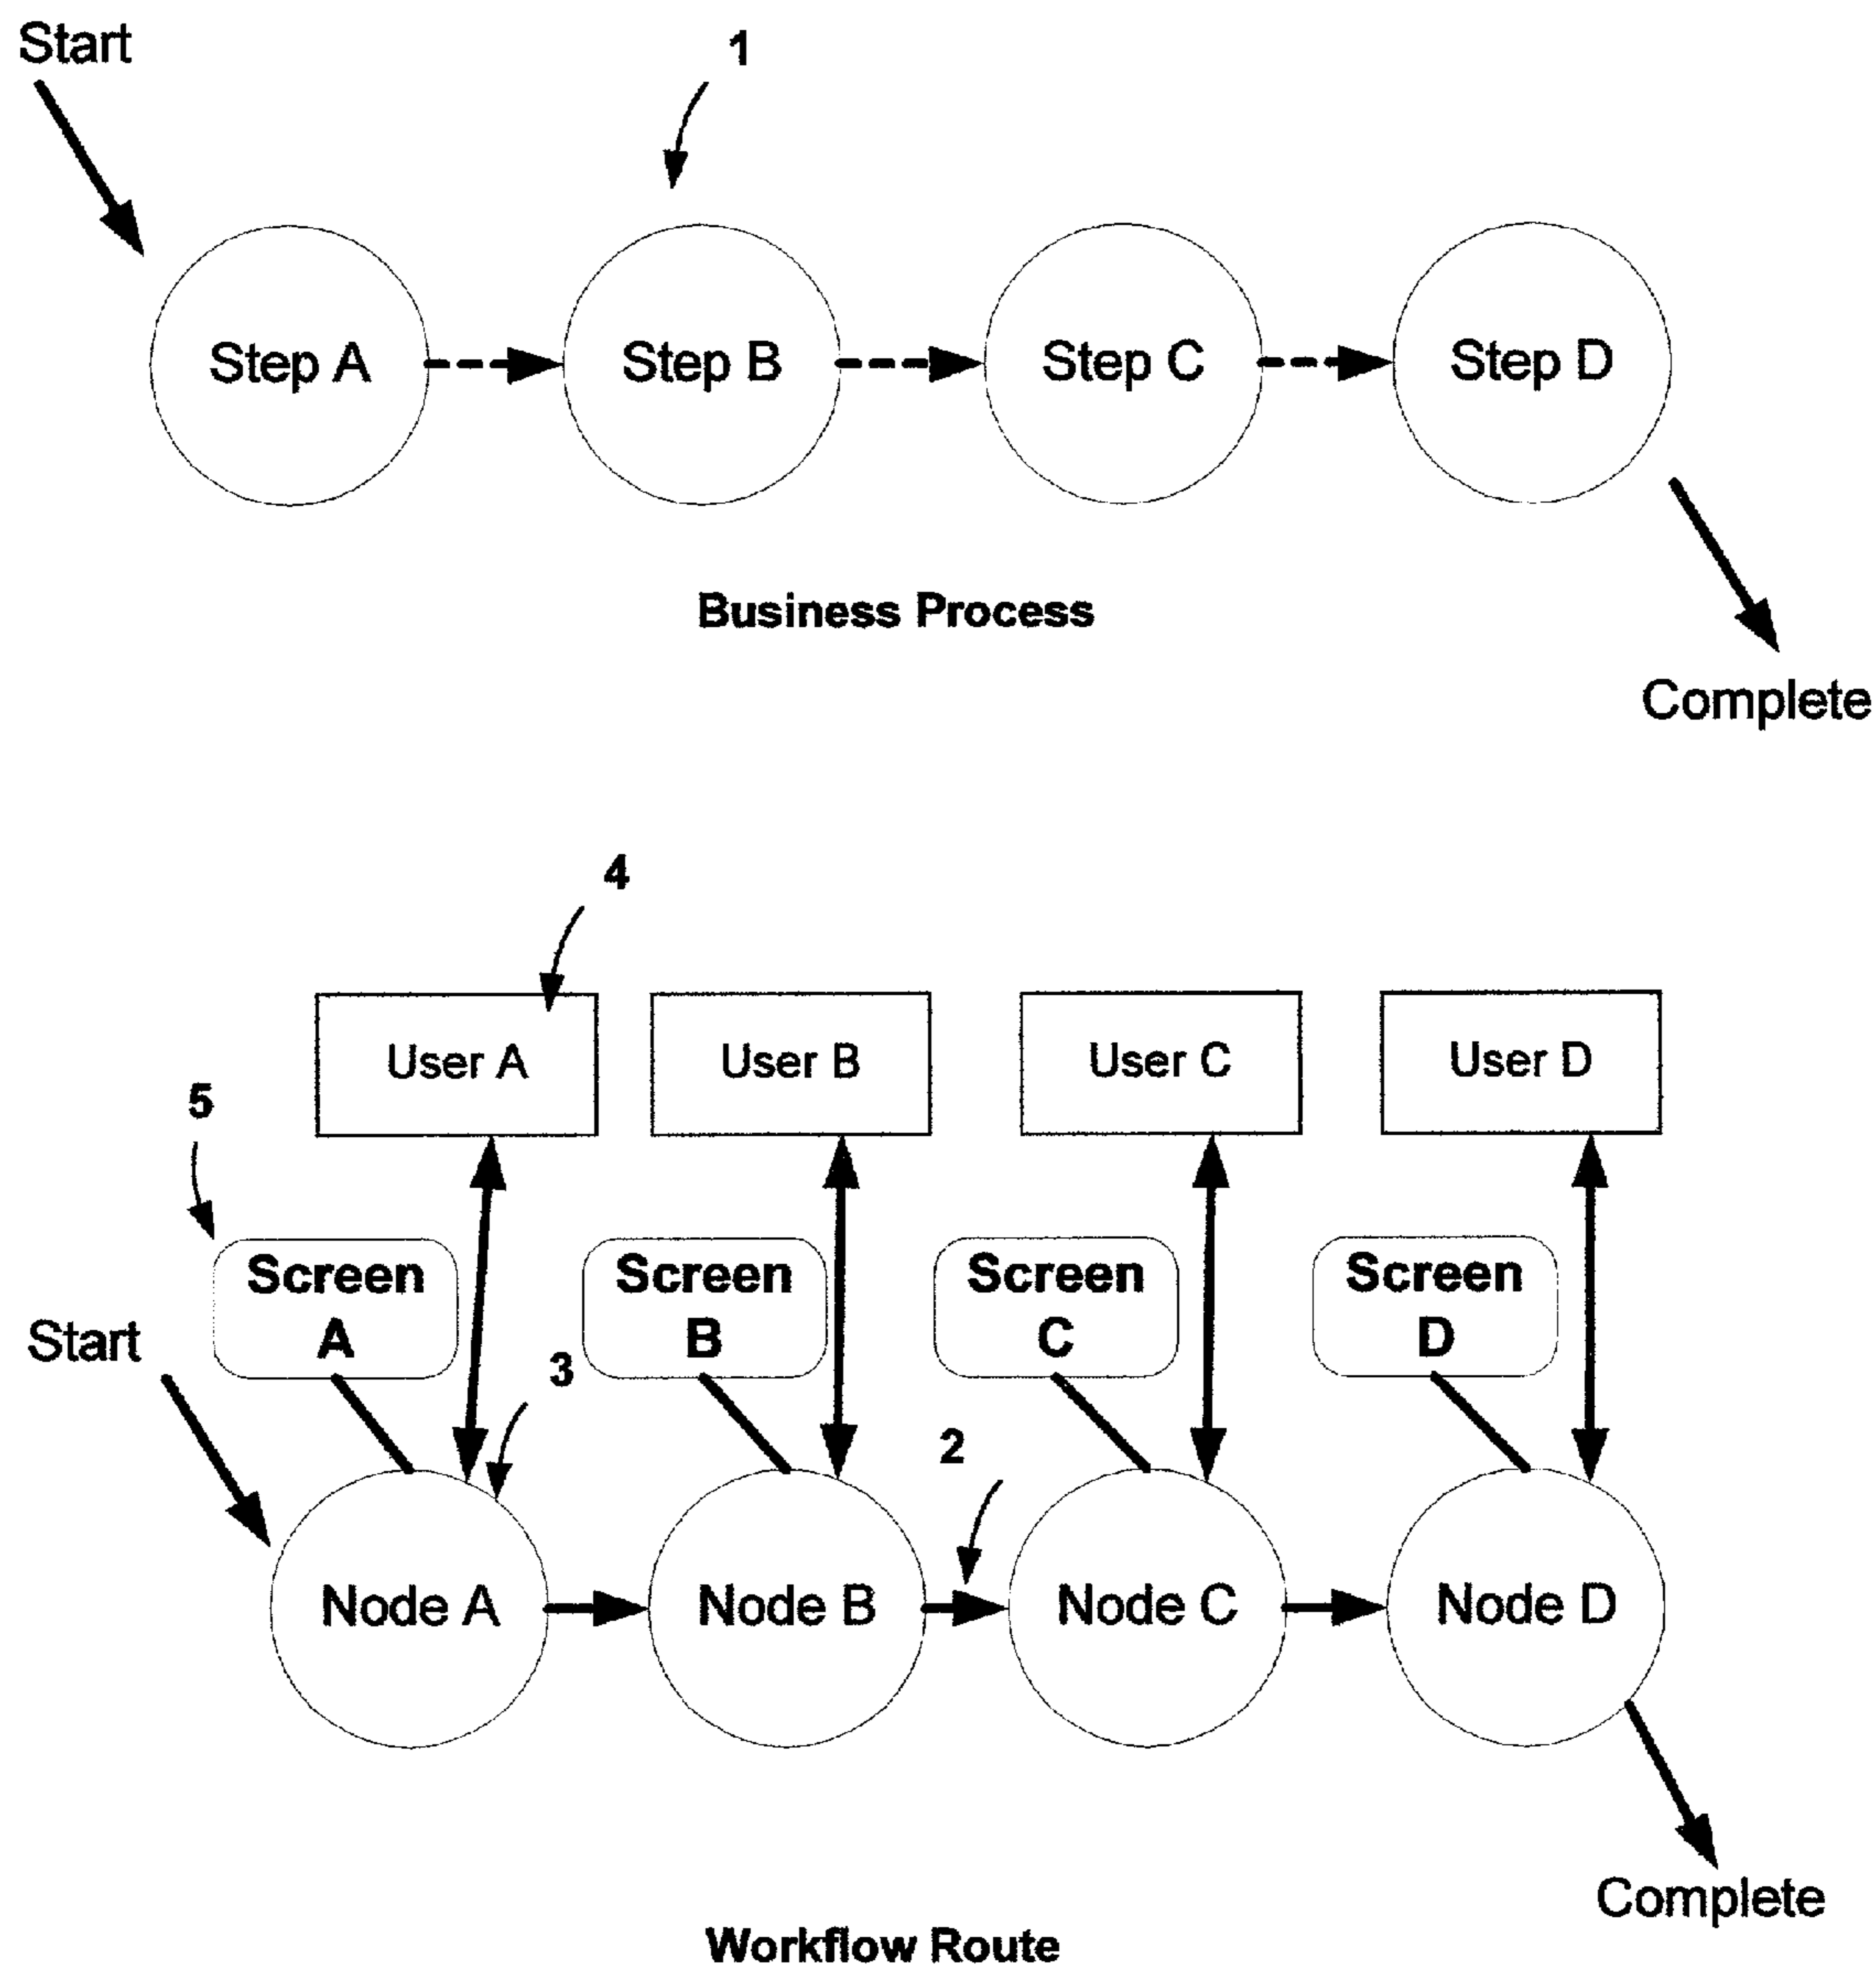 Start
1
Step A
Step B
Step C
Step D
Business Process
Complete
4
User A
User B
User C
User D
5
Screen
A
Screen
B
Screen
C
Screen
D
Start
3
2
Node A
Node B
Node C
Node D
Complete
Workflow Route